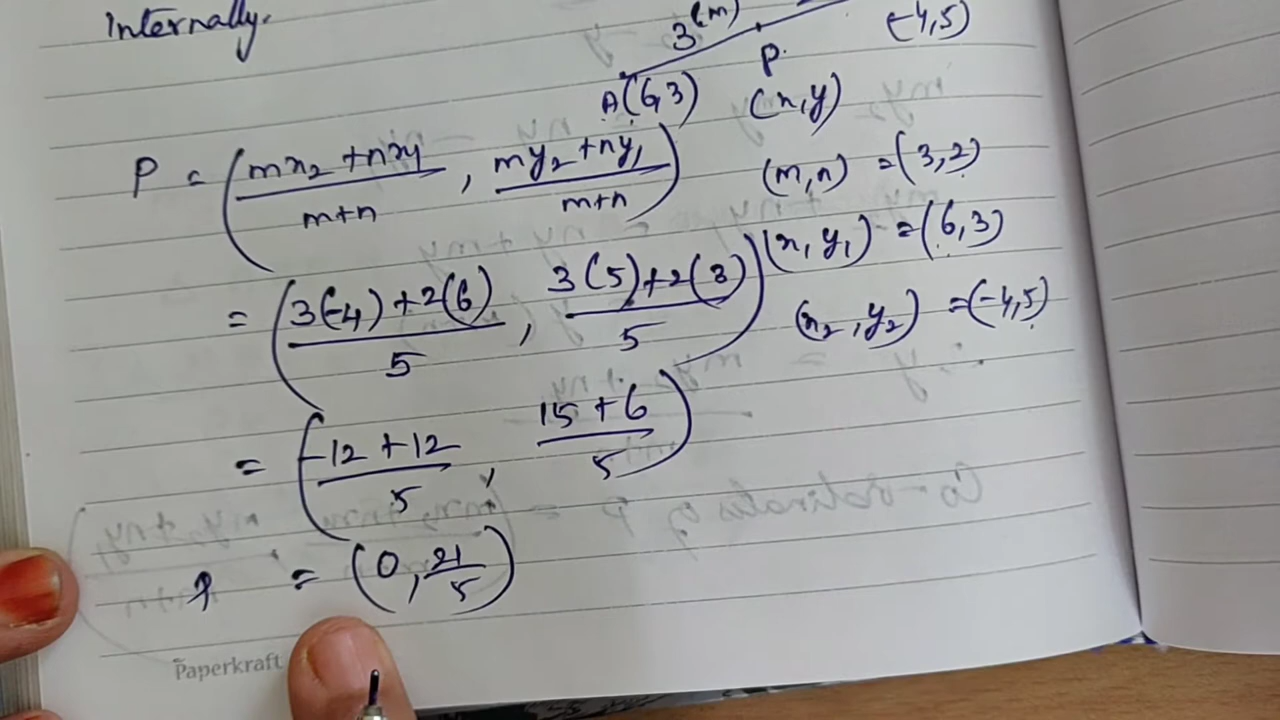 Internally.
3(m)
(-4,5)
P.
A(6,3) (x,y)
P = (mx₂ + nx₁ / m+n , my₂ + ny₁ / m+n) (m,n) = (3,2)
= (3(-4) + 2(6) / 5 , 3(5) + 2(3) / 5) (x₁ y₁) = (6,3)
(x₂, y₂) = (-4,5)
= (-12 + 12 / 5 , 15 + 6 / 5)
P = (0, 21/5)
Paperkraft